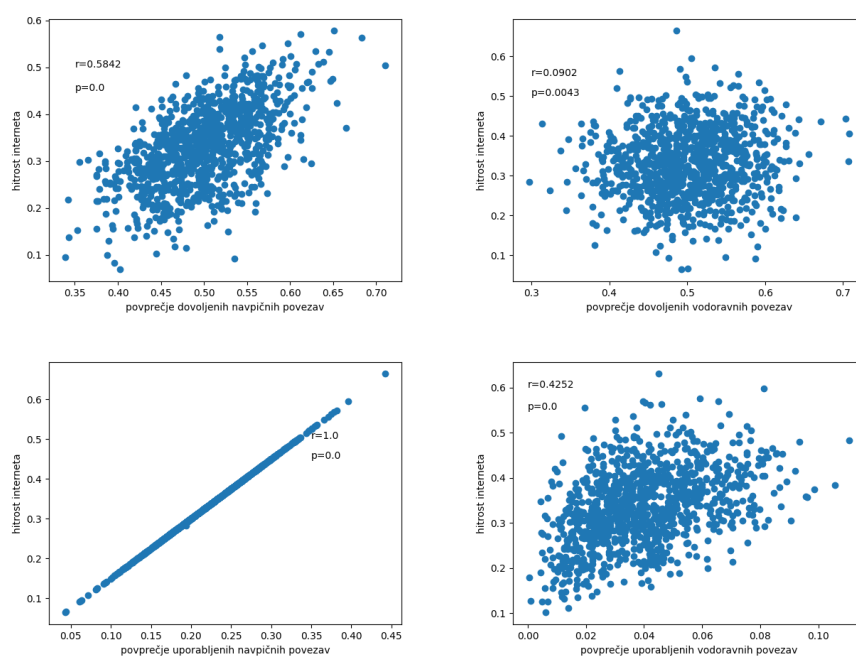 0.6
0.5
0.4
0.3
0.2
0.1
hitrost interneta
r=0.5842
p=0.0
0.35 0.40 0.45 0.50 0.55 0.60 0.65 0.70
povprečje dovoljenih navpičnih povezav
0.6
0.5
0.4
0.3
0.2
0.1
hitrost interneta
r=0.0902
p=0.0043
0.3 0.4 0.5 0.6 0.7
povprečje dovoljenih vodoravnih povezav
0.6
0.5
0.4
0.3
0.2
0.1
hitrost interneta
r=1.0
p=0.0
0.05 0.10 0.15 0.20 0.25 0.30 0.35 0.40 0.45
povprečje uporabljenih navpičnih povezav
0.6
0.5
0.4
0.3
0.2
0.1
hitrost interneta
r=0.4252
p=0.0
0.00 0.02 0.04 0.06 0.08 0.10
povprečje uporabljenih vodoravnih povezav